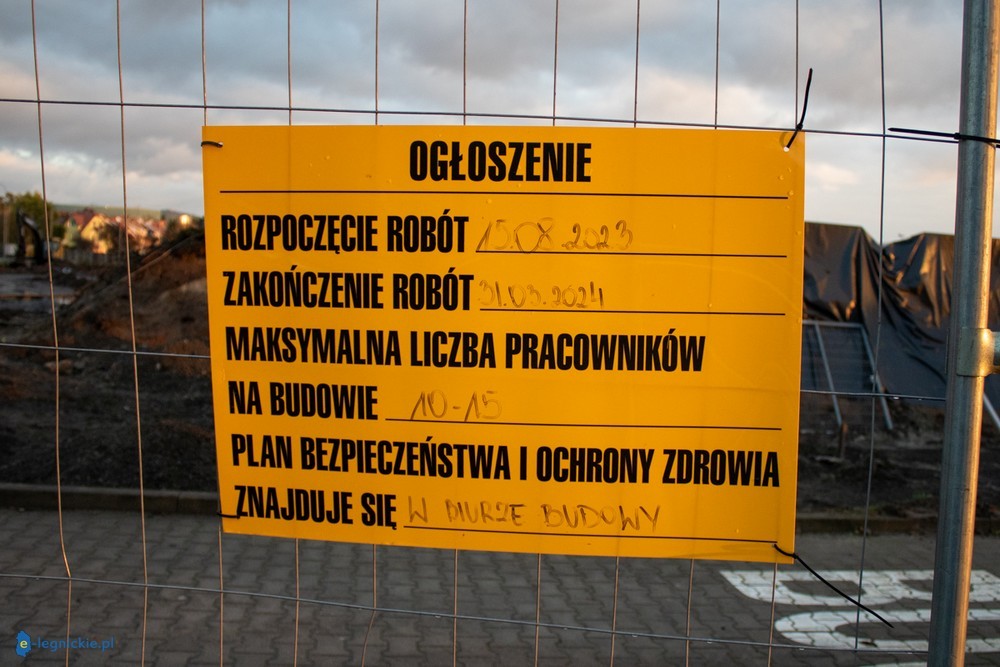 OGŁOSZENIE
ROZPOCZĘCIE ROBÓT 15.08.2023
ZAKOŃCZENIE ROBÓT 31.03.2024
MAKSYMALNA LICZBA PRACOWNIKÓW
NA BUDOWIE 10-15
PLAN BEZPIECZEŃSTWA I OCHRONY ZDROWIA
ZNAJDUJE SIĘ W BIURZE BUDOWY
e-legnickie.pl